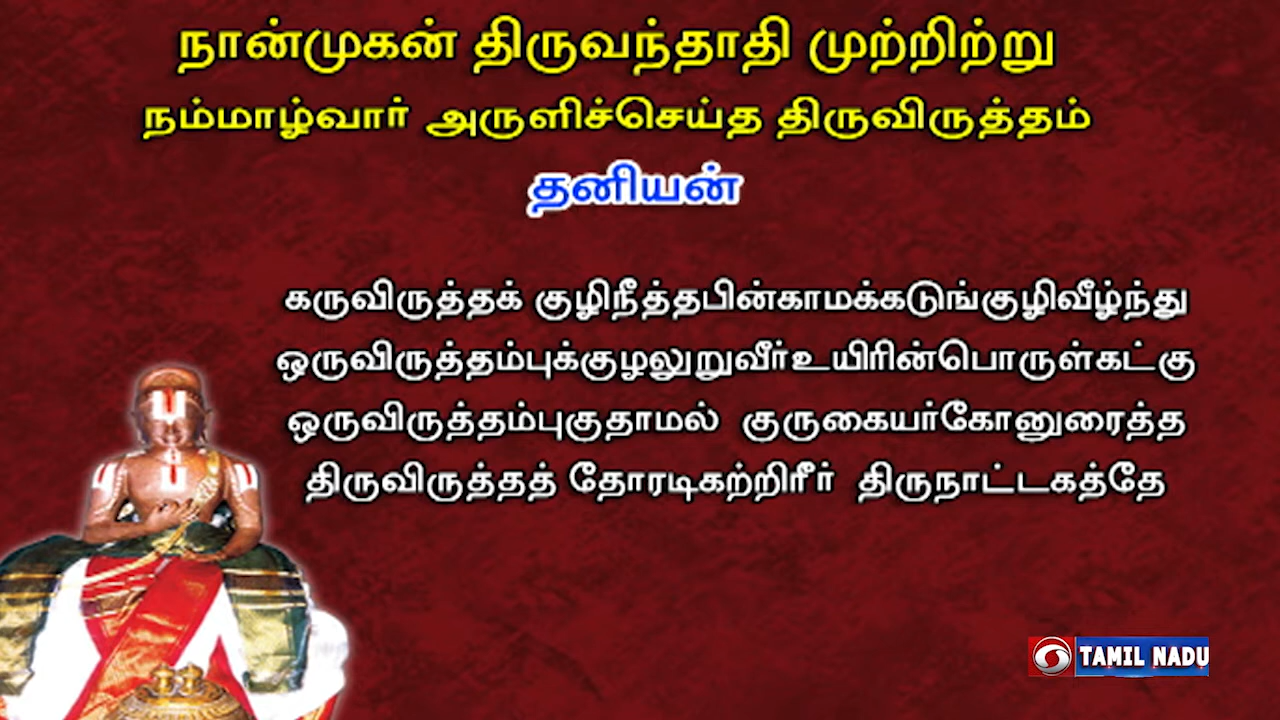 நான்முகன் திருவந்தாதி முற்றிற்று
நம்மாழ்வார் அருளிச்செய்த திருவிருத்தம்
தனியன்
கருவிருத்தக் குழிநீத்தபின்காமக்கடுங்குழிவீழ்ந்து
ஒருவிருத்தம்புக்குழலுறுவீர்உயிரின்பொருள்கட்கு
ஒருவிருத்தம்புகுதாமல் குருகையர்கோனுரைத்த
திருவிருத்தத் தோரடிகற்றிரீர் திருநாட்டகத்தே
TAMIL NADU